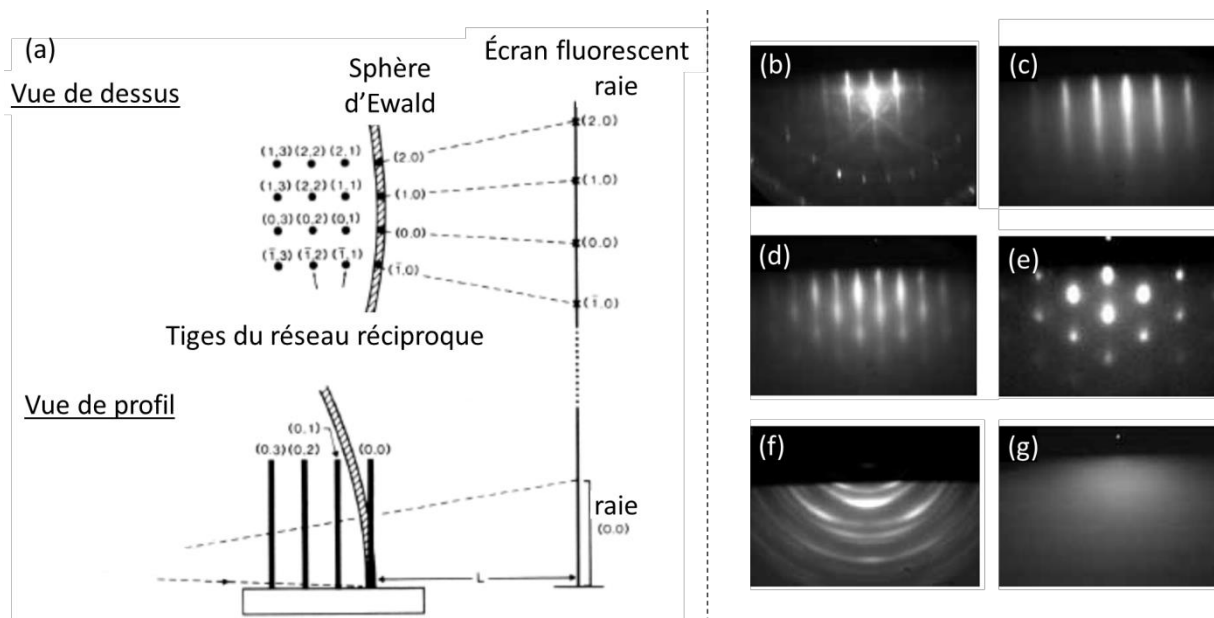 (a)
Vue de dessus
Sphère
d'Ewald
Écran fluorescent
raie
(2.0)
(1,3) (2,2) (2,1)
(2.0)
(1,3) (2,2) (1,1)
(1.0)
(1.0)
(0,3) (0,2) (0,1)
(0.0)
(0.0)
(1̄.3) (1̄.2) (1̄.1)
(1̄.0)
(1̄.0)
Tiges du réseau réciproque
Vue de profil
(0,1)
(0.3) (0.2) (0.0)
raie
(0.0)
L
(b)
(c)
(d)
(e)
(f)
(g)